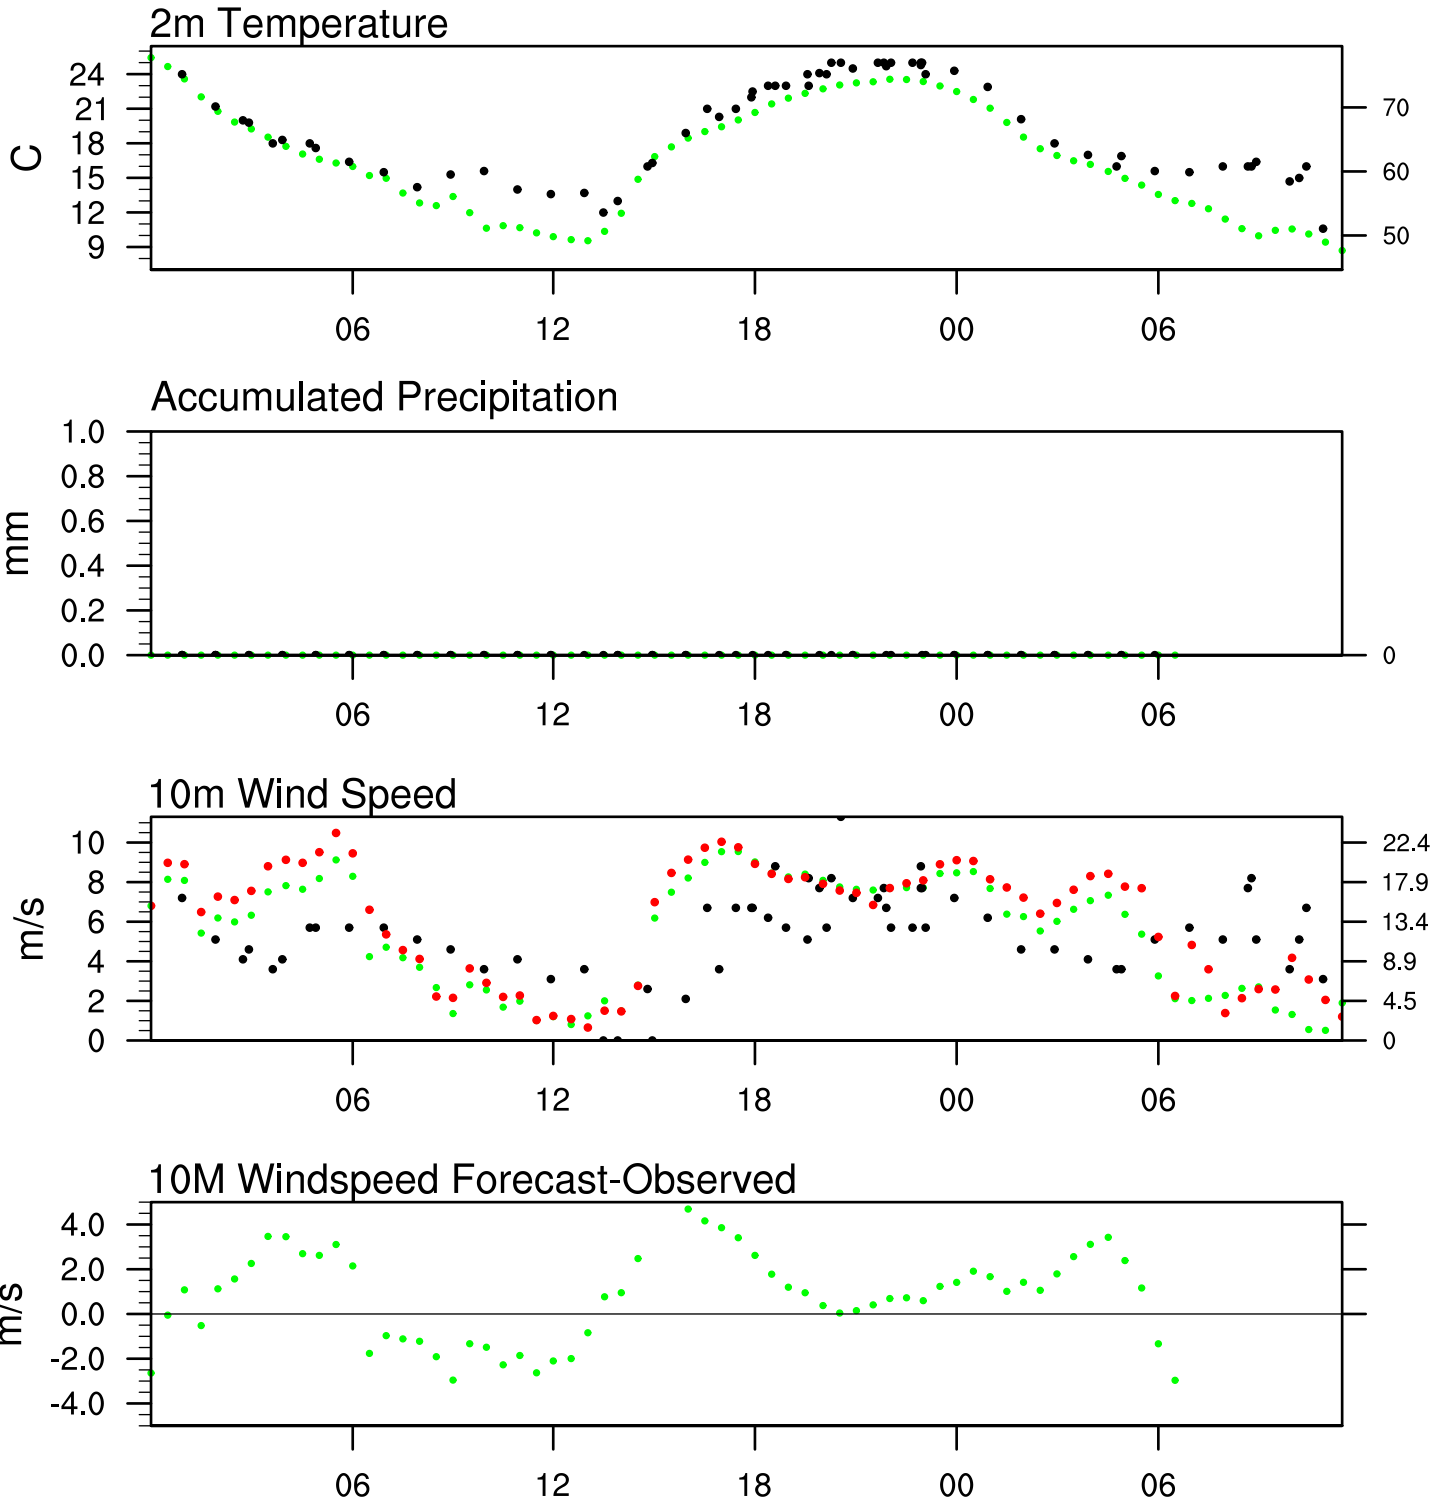 2m Temperature
24
21
18
15
12
9
C
70
60
50
06 12 18 00 06
Accumulated Precipitation
1.0
0.8
0.6
0.4
0.2
0.0
mm
0
06 12 18 00 06
10m Wind Speed
10
8
6
4
2
0
m/s
22.4
17.9
13.4
8.9
4.5
0
06 12 18 00 06
10M Windspeed Forecast-Observed
4.0
2.0
0.0
-2.0
-4.0
m/s
06 12 18 00 06